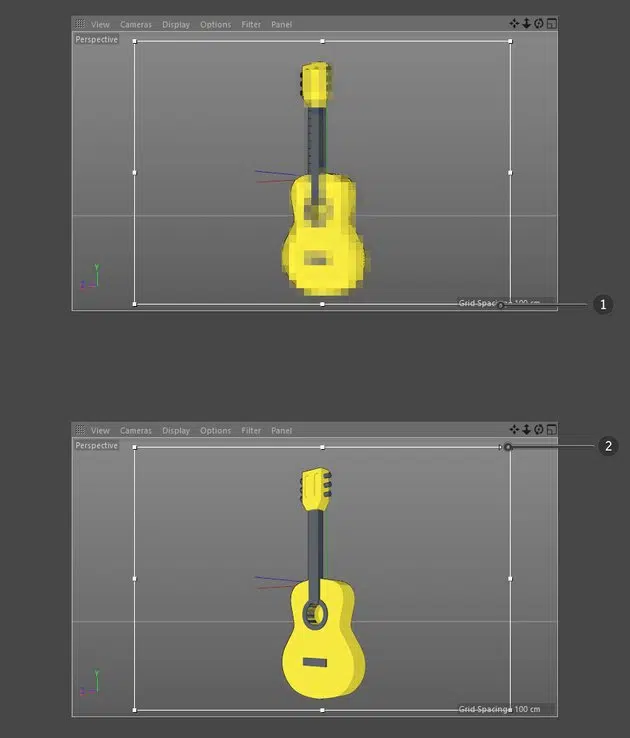 View Cameras Display Options Filter Panel
Perspective
Y
Z
Grid Spacing: 100 cm
1
View Cameras Display Options Filter Panel
2
Perspective
Y
Z
Grid Spacing: 100 cm